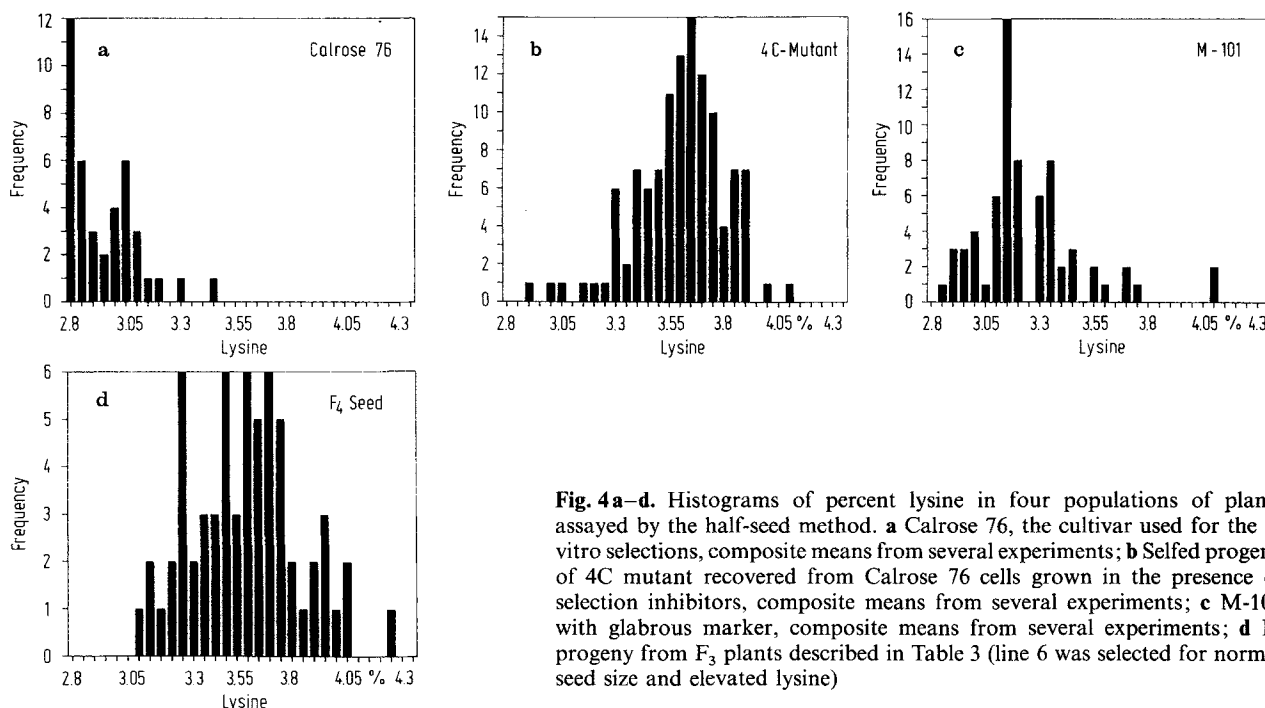 12
10
8
6
4
2
0
Frequency
a
Calrose 76
2.8 3.05 3.3 3.55 3.8 4.05 4.3
Lysine
14
12
10
8
6
4
2
0
Frequency
b
4C-Mutant
2.8 3.05 3.3 3.55 3.8 4.05 % 4.3
Lysine
16
14
12
10
8
6
4
2
0
Frequency
c
M-101
2.8 3.05 3.3 3.55 3.8 4.05 % 4.3
Lysine
6
5
4
3
2
1
0
Frequency
d
F₄ Seed
2.8 3.05 3.3 3.55 3.8 4.05 % 4.3
Lysine
Fig. 4a–d. Histograms of percent lysine in four populations of plan
assayed by the half-seed method. a Calrose 76, the cultivar used for the
vitro selections, composite means from several experiments; b Selfed progen
of 4C mutant recovered from Calrose 76 cells grown in the presence
selection inhibitors, composite means from several experiments; c M-10
with glabrous marker, composite means from several experiments; d
progeny from F₃ plants described in Table 3 (line 6 was selected for norm
seed size and elevated lysine)